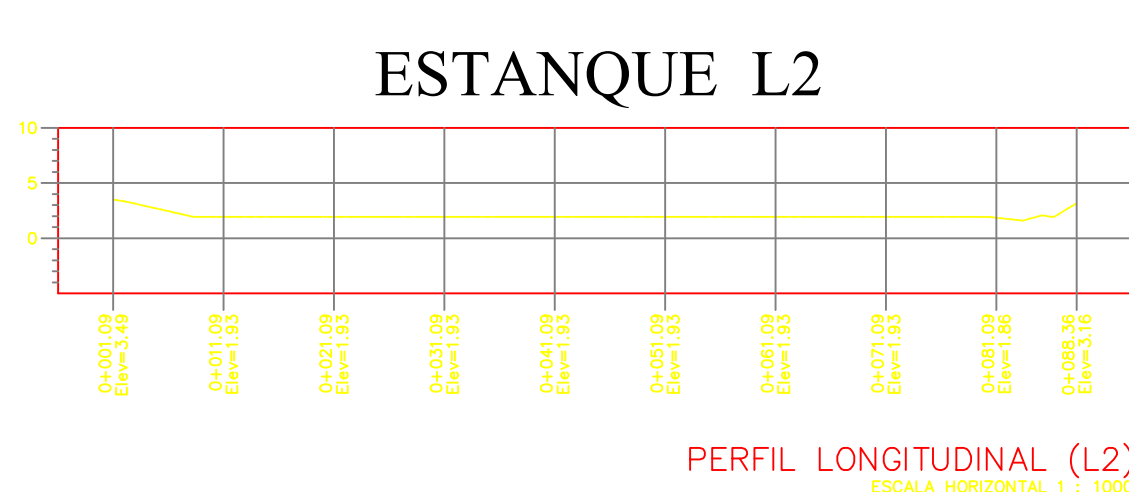 ESTANQUE L2
10
5
0
0+001.09
Elev=3.49
0+011.09
Elev=1.93
0+021.09
Elev=1.93
0+031.09
Elev=1.93
0+041.09
Elev=1.93
0+051.09
Elev=1.93
0+061.09
Elev=1.93
0+071.09
Elev=1.93
0+081.09
Elev=1.86
0+088.36
Elev=3.16
PERFIL LONGITUDINAL (L2)
ESCALA HORIZONTAL 1 : 1000